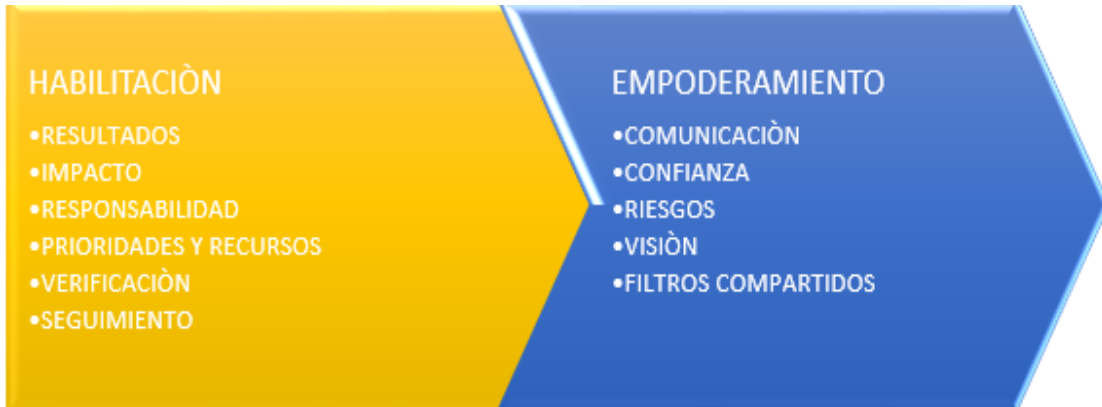 HABILITACIÒN
•RESULTADOS
•IMPACTO
•RESPONSABILIDAD
•PRIORIDADES Y RECURSOS
•VERIFICACIÒN
•SEGUIMIENTO
EMPODERAMIENTO
•COMUNICACIÒN
•CONFIANZA
•RIESGOS
•VISIÒN
•FILTROS COMPARTIDOS